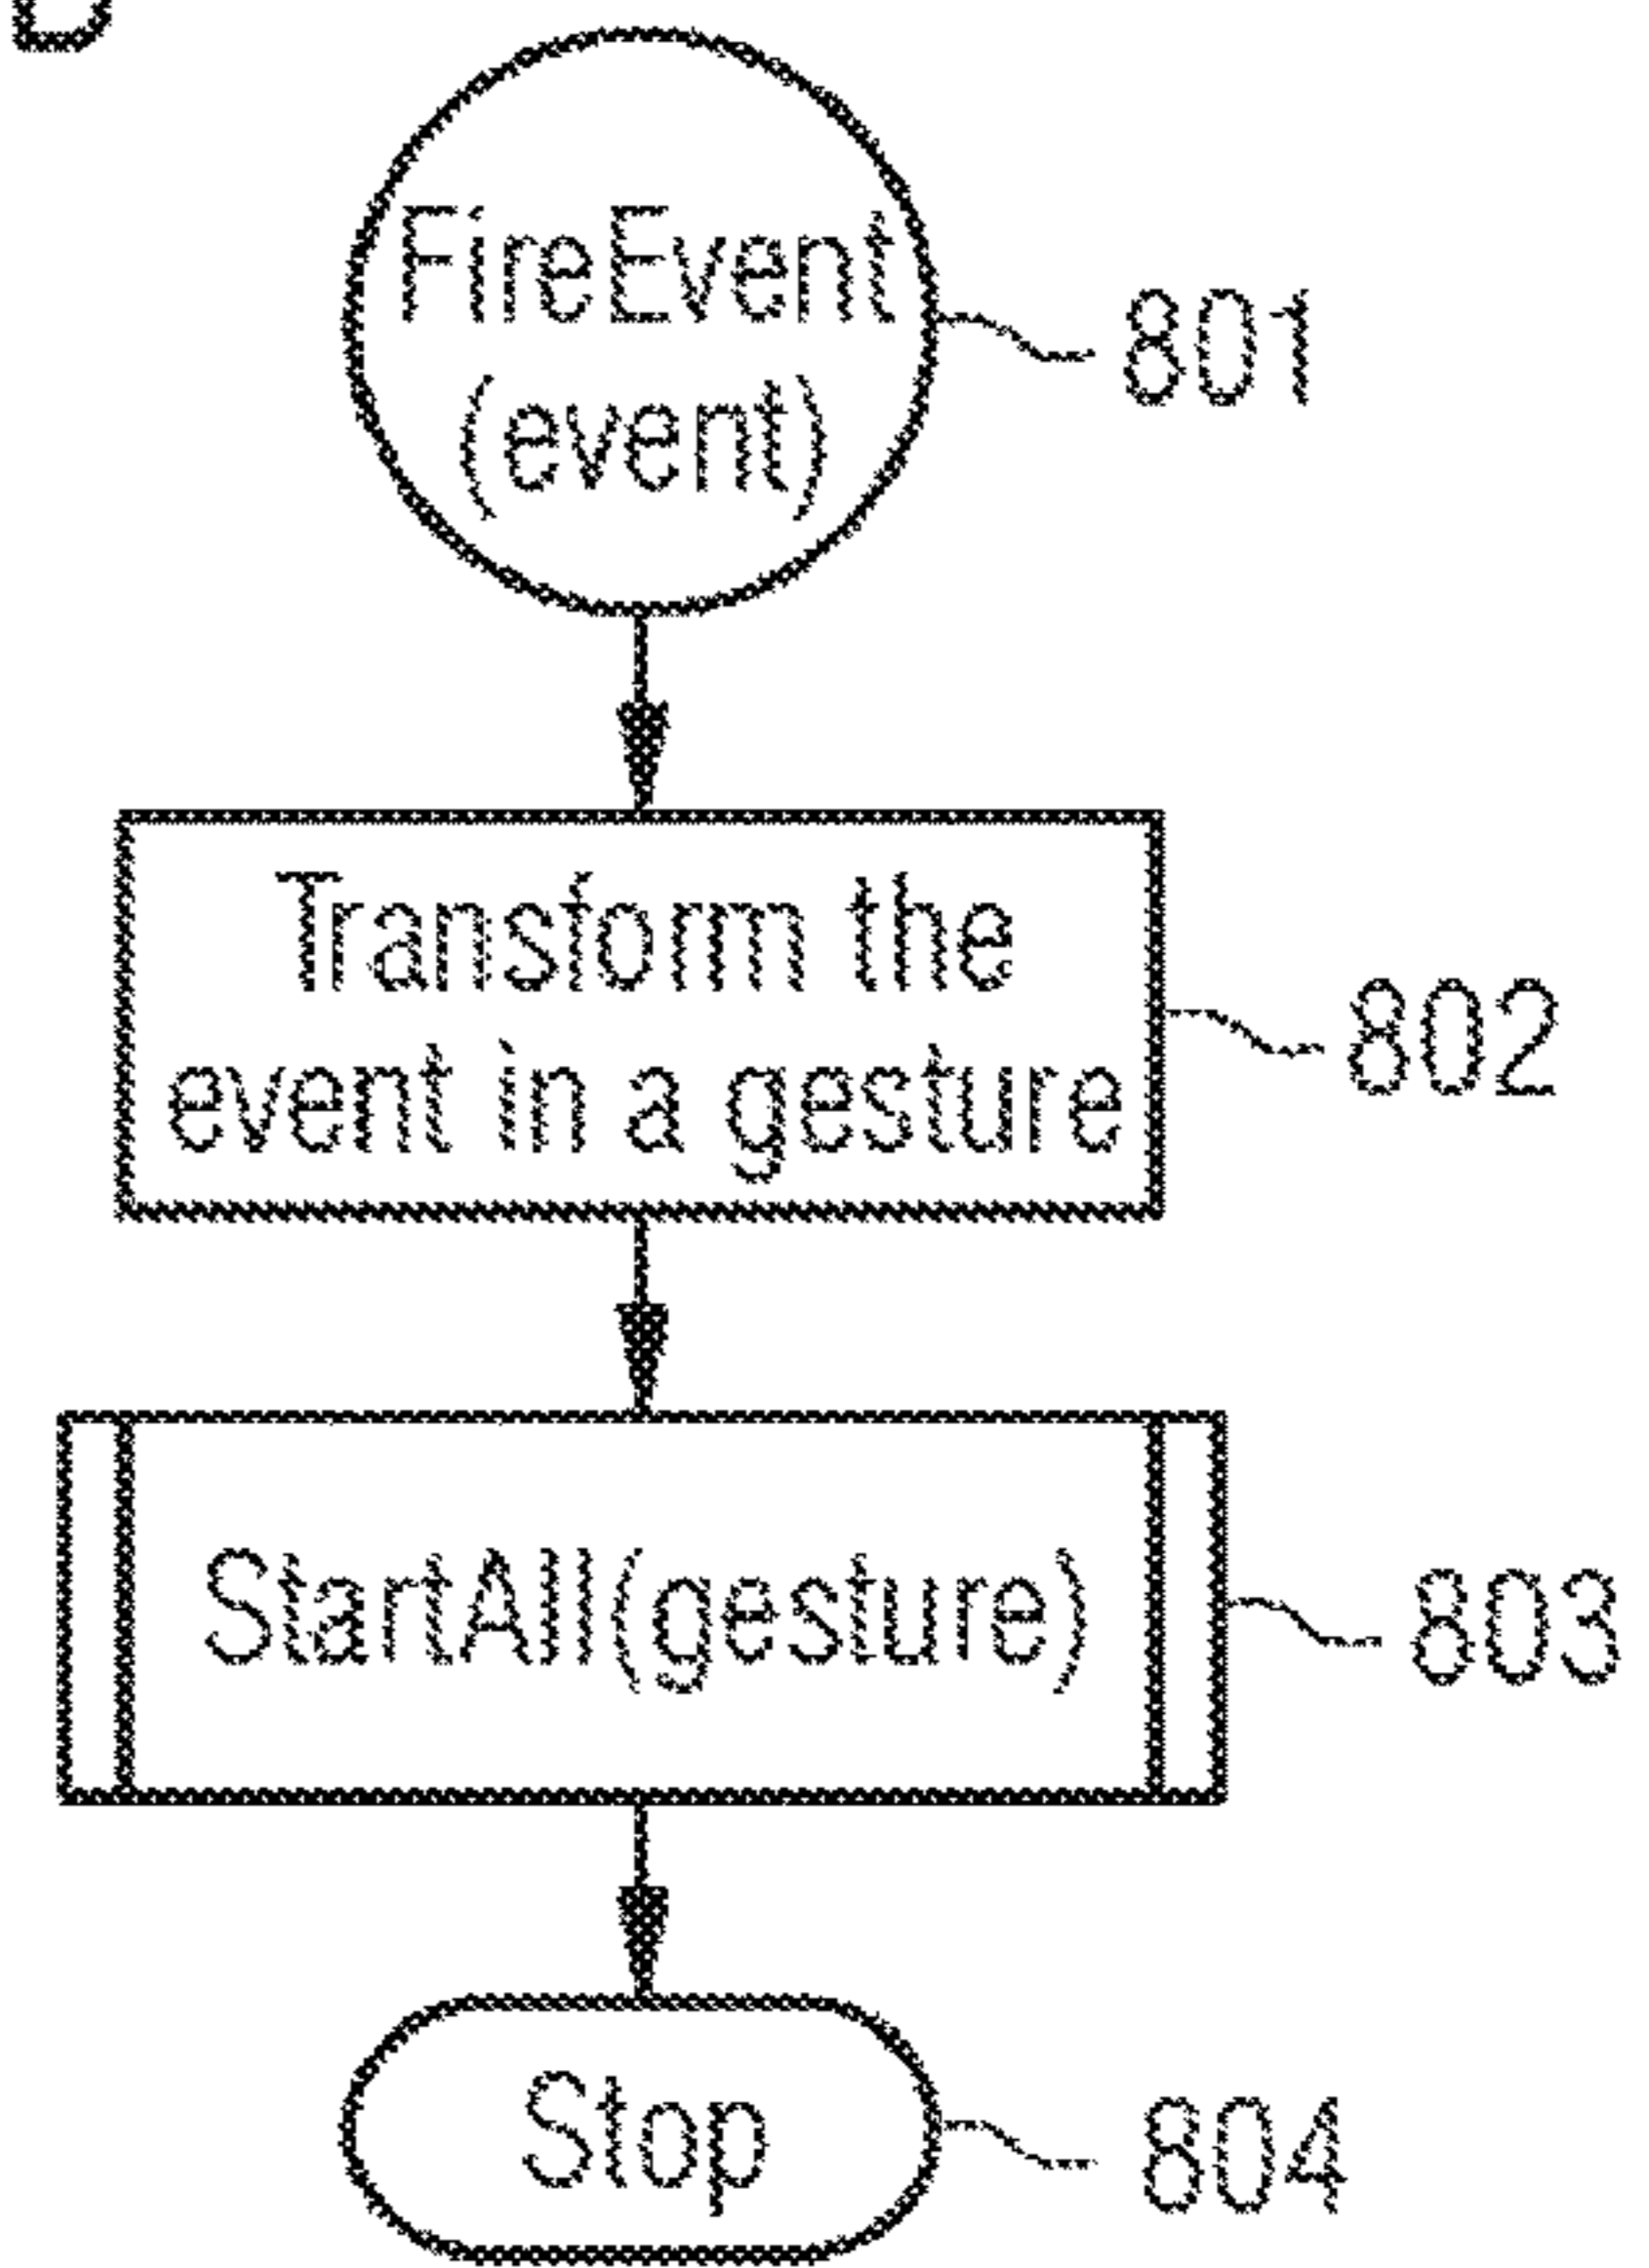 FireEvent
(event)
801
Transform the
event in a gesture
802
StartAll(gesture)
803
Stop
804